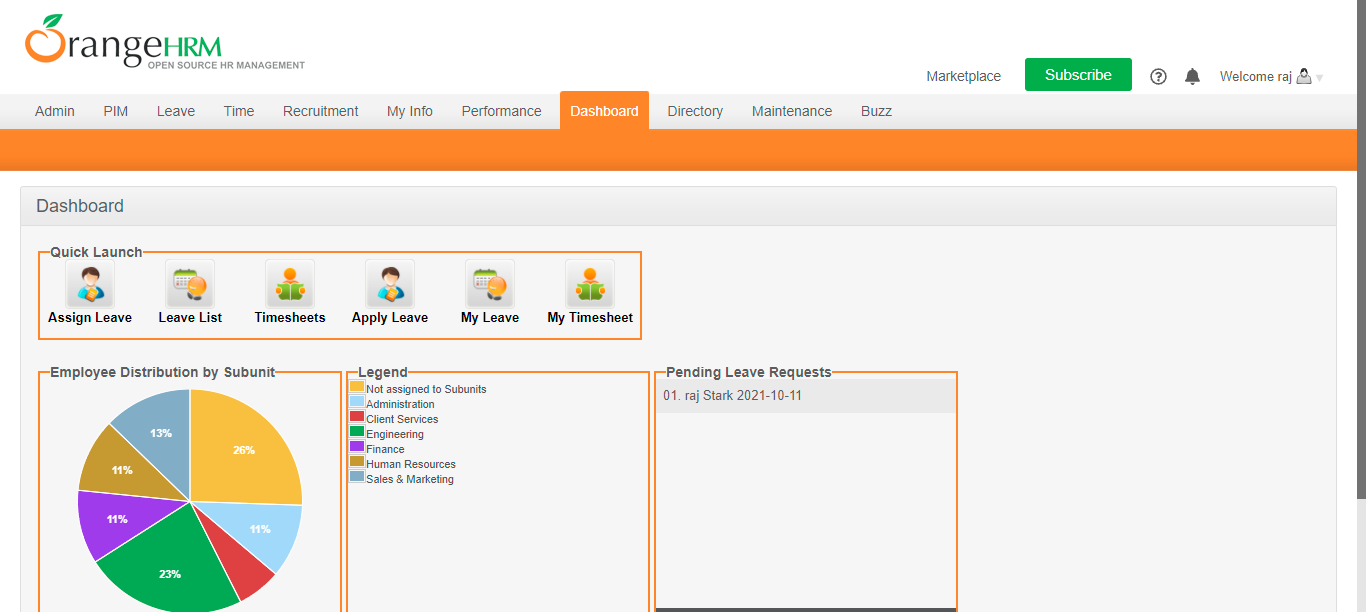 OrangeHRM
OPEN SOURCE HR MANAGEMENT
Marketplace Subscribe ? Welcome raj
Admin PIM Leave Time Recruitment My Info Performance Dashboard Directory Maintenance Buzz
Dashboard
Quick Launch
Assign Leave Leave List Timesheets Apply Leave My Leave My Timesheet
Employee Distribution by Subunit
13%
26%
11%
11%
11%
23%
Legend
Not assigned to Subunits
Administration
Client Services
Engineering
Finance
Human Resources
Sales & Marketing
Pending Leave Requests
01. raj Stark 2021-10-11